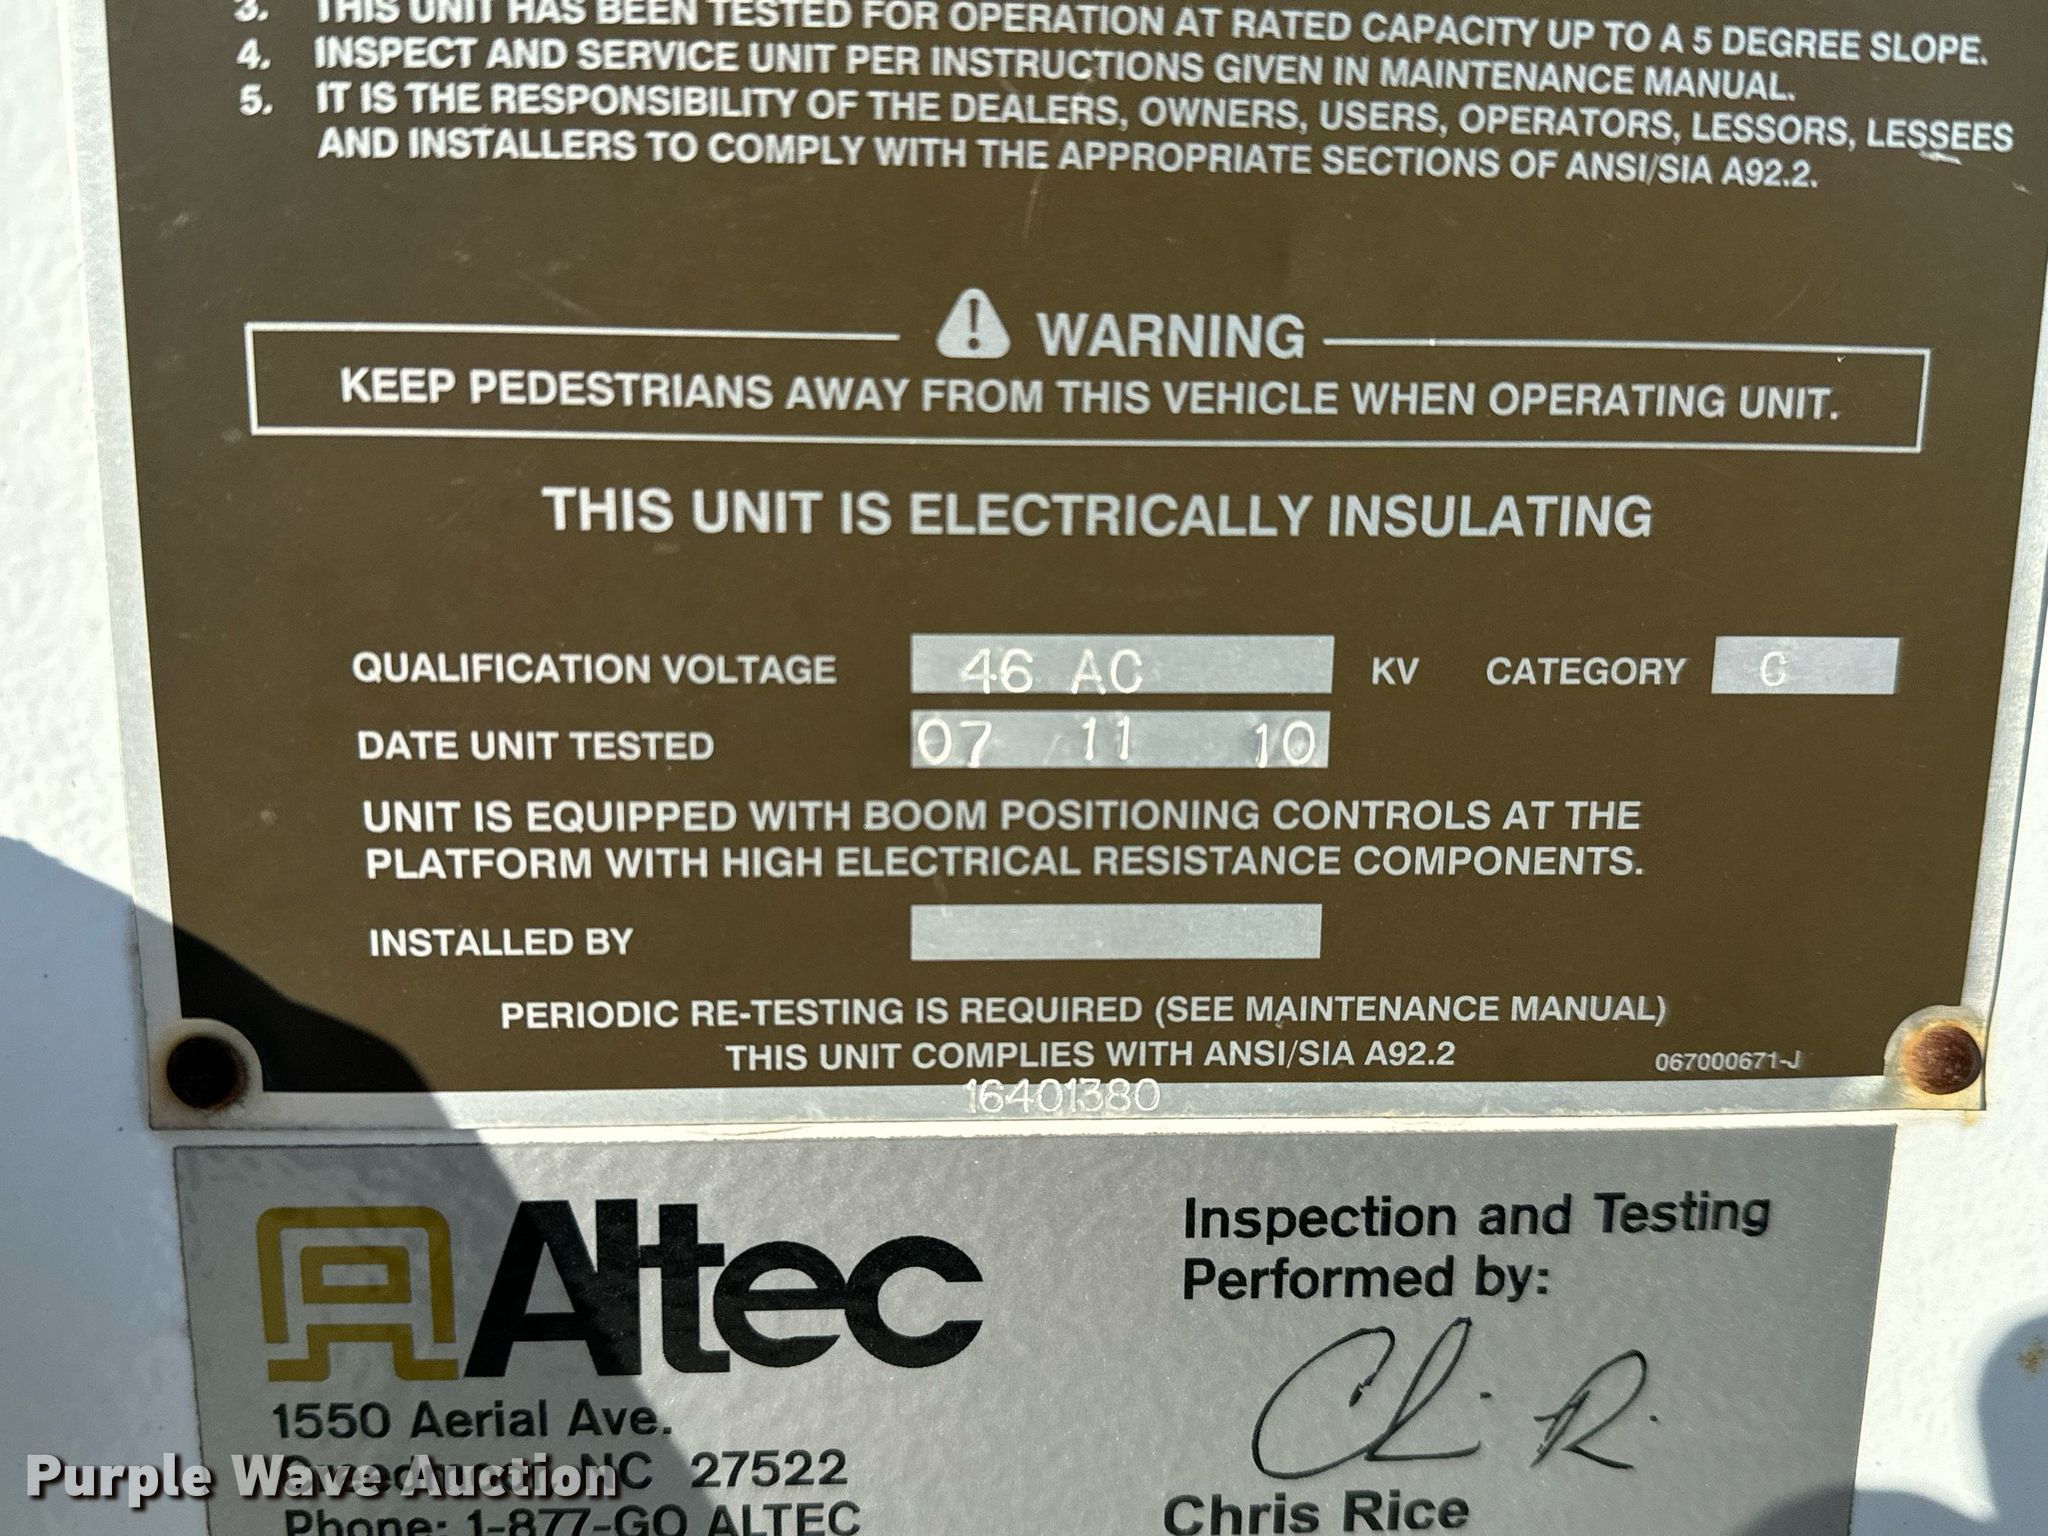 3. THIS UNIT HAS BEEN TESTED FOR OPERATION AT RATED CAPACITY UP TO A 5 DEGREE SLOPE.
4. INSPECT AND SERVICE UNIT PER INSTRUCTIONS GIVEN IN MAINTENANCE MANUAL.
5. IT IS THE RESPONSIBILITY OF THE DEALERS, OWNERS, USERS, OPERATORS, LESSORS, LESSEES
AND INSTALLERS TO COMPLY WITH THE APPROPRIATE SECTIONS OF ANSI/SIA A92.2.
WARNING
KEEP PEDESTRIANS AWAY FROM THIS VEHICLE WHEN OPERATING UNIT.
THIS UNIT IS ELECTRICALLY INSULATING
QUALIFICATION VOLTAGE 46 AC KV CATEGORY C
DATE UNIT TESTED 07 11 10
UNIT IS EQUIPPED WITH BOOM POSITIONING CONTROLS AT THE
PLATFORM WITH HIGH ELECTRICAL RESISTANCE COMPONENTS.
INSTALLED BY
PERIODIC RE-TESTING IS REQUIRED (SEE MAINTENANCE MANUAL)
THIS UNIT COMPLIES WITH ANSI/SIA A92.2 067000671-J
16401380
Altec
1550 Aerial Ave.
NC 27522
Phone: 1-877-GO ALTEC
Inspection and Testing
Performed by:
Chris Rice
Purple Wave Auction